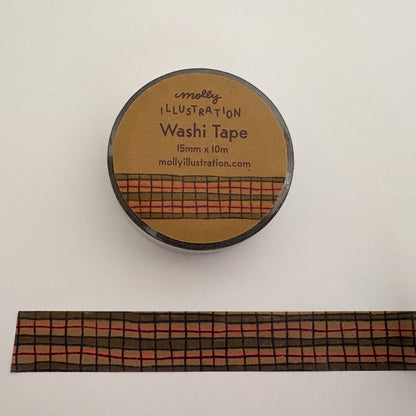 molly
ILLUSTRATION
Washi Tape
15mm x 10m
mollyillustration.com